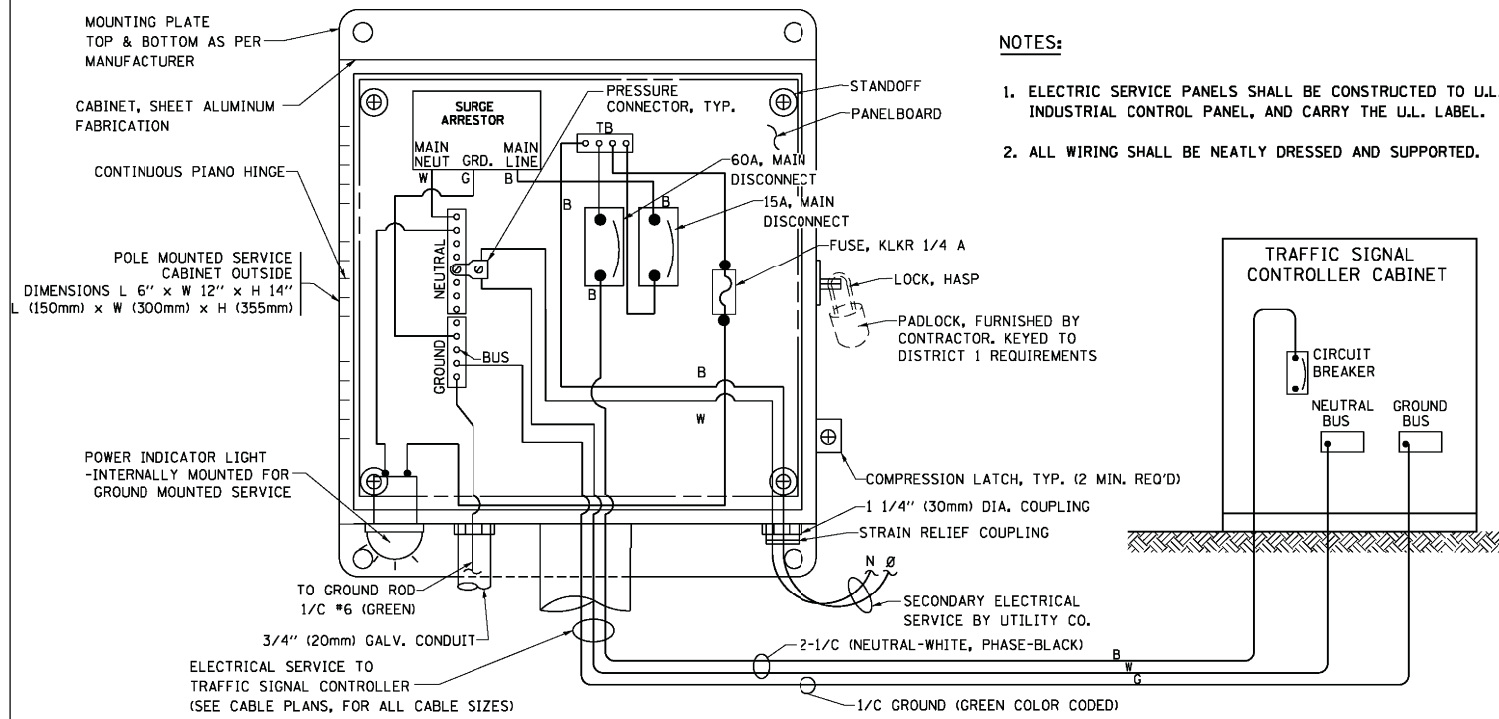 MOUNTING PLATE
TOP & BOTTOM AS PER
MANUFACTURER
CABINET, SHEET ALUMINUM
FABRICATION
CONTINUOUS PIANO HINGE
POLE MOUNTED SERVICE
CABINET OUTSIDE
DIMENSIONS L 6" x W 12" x H 14"
L (150mm) x W (300mm) x H (355mm)
POWER INDICATOR LIGHT
-INTERNALLY MOUNTED FOR
GROUND MOUNTED SERVICE
SURGE
ARRESTOR
MAIN
NEUT
GRD.
MAIN
LINE
W
G
B
PRESSURE
CONNECTOR, TYP.
TB
STANDOFF
PANELBOARD
60A, MAIN
DISCONNECT
15A, MAIN
DISCONNECT
B
B
B
FUSE, KLKR 1/4 A
LOCK, HASP
PADLOCK, FURNISHED BY
CONTRACTOR. KEYED TO
DISTRICT 1 REQUIREMENTS
NEUTRAL
GROUND
BUS
B
W
COMPRESSION LATCH, TYP. (2 MIN. REQ'D)
1 1/4" (30mm) DIA. COUPLING
STRAIN RELIEF COUPLING
N Ø
SECONDARY ELECTRICAL
SERVICE BY UTILITY CO.
TO GROUND ROD
1/C #6 (GREEN)
3/4" (20mm) GALV. CONDUIT
ELECTRICAL SERVICE TO
TRAFFIC SIGNAL CONTROLLER
(SEE CABLE PLANS, FOR ALL CABLE SIZES)
2-1/C (NEUTRAL-WHITE, PHASE-BLACK)
1/C GROUND (GREEN COLOR CODED)
B
W
G
NOTES:
1. ELECTRIC SERVICE PANELS SHALL BE CONSTRUCTED TO U.L.
INDUSTRIAL CONTROL PANEL, AND CARRY THE U.L. LABEL.
2. ALL WIRING SHALL BE NEATLY DRESSED AND SUPPORTED.
TRAFFIC SIGNAL
CONTROLLER CABINET
CIRCUIT
BREAKER
NEUTRAL
BUS
GROUND
BUS